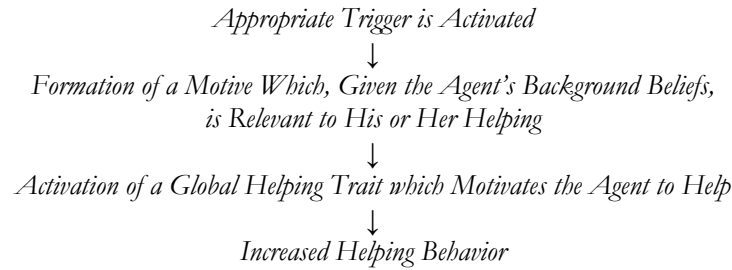 Appropriate Trigger is Activated
↓
Formation of a Motive Which, Given the Agent's Background Beliefs,
is Relevant to His or Her Helping
↓
Activation of a Global Helping Trait which Motivates the Agent to Help
↓
Increased Helping Behavior